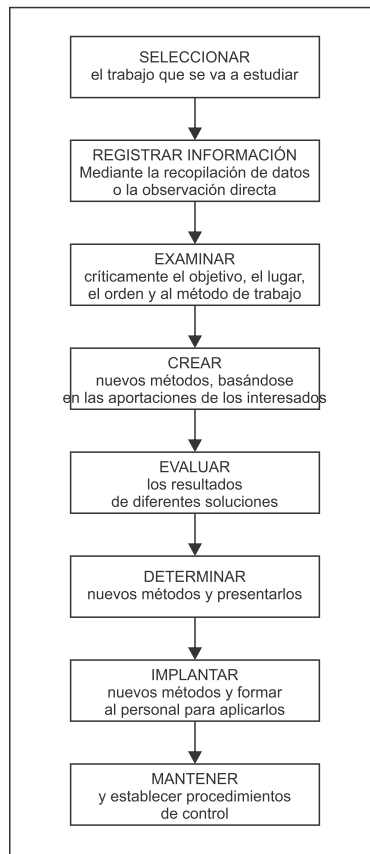 SELECCIONAR
el trabajo que se va a estudiar
REGISTRAR INFORMACIÓN
Mediante la recopilación de datos
o la observación directa
EXAMINAR
críticamente el objetivo, el lugar,
el orden y al método de trabajo
CREAR
nuevos métodos, basándose
en las aportaciones de los interesados
EVALUAR
los resultados
de diferentes soluciones
DETERMINAR
nuevos métodos y presentarlos
IMPLANTAR
nuevos métodos y formar
al personal para aplicarlos
MANTENER
y establecer procedimientos
de control